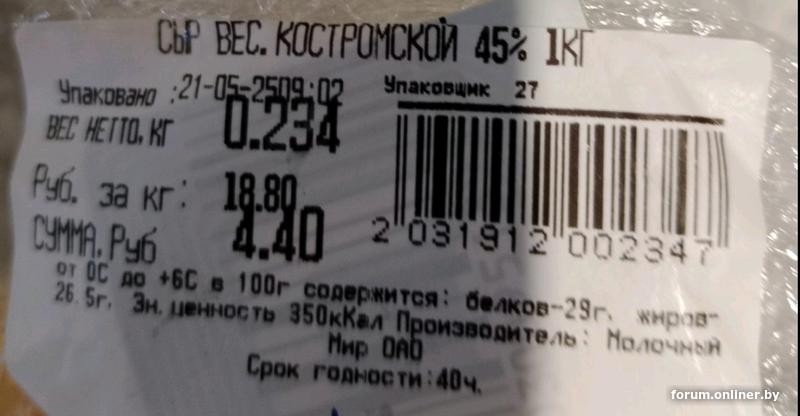 СЫР ВЕС. КОСТРОМСКОЙ 45% 1КГ
Упаковано :21-05-2509:02 Упаковщик 27
ВЕС НЕТТО, КГ 0.234
Руб. за кг: 18.80
СУММА, Руб 4.40
2 031912 002347
от 0С до +6С в 100г содержится: белков-29г. жиров-
26.5г. Эн. ценность 350кКал Производитель: Молочный
Мир ОАО
Срок годности:40ч.
forum.onliner.by